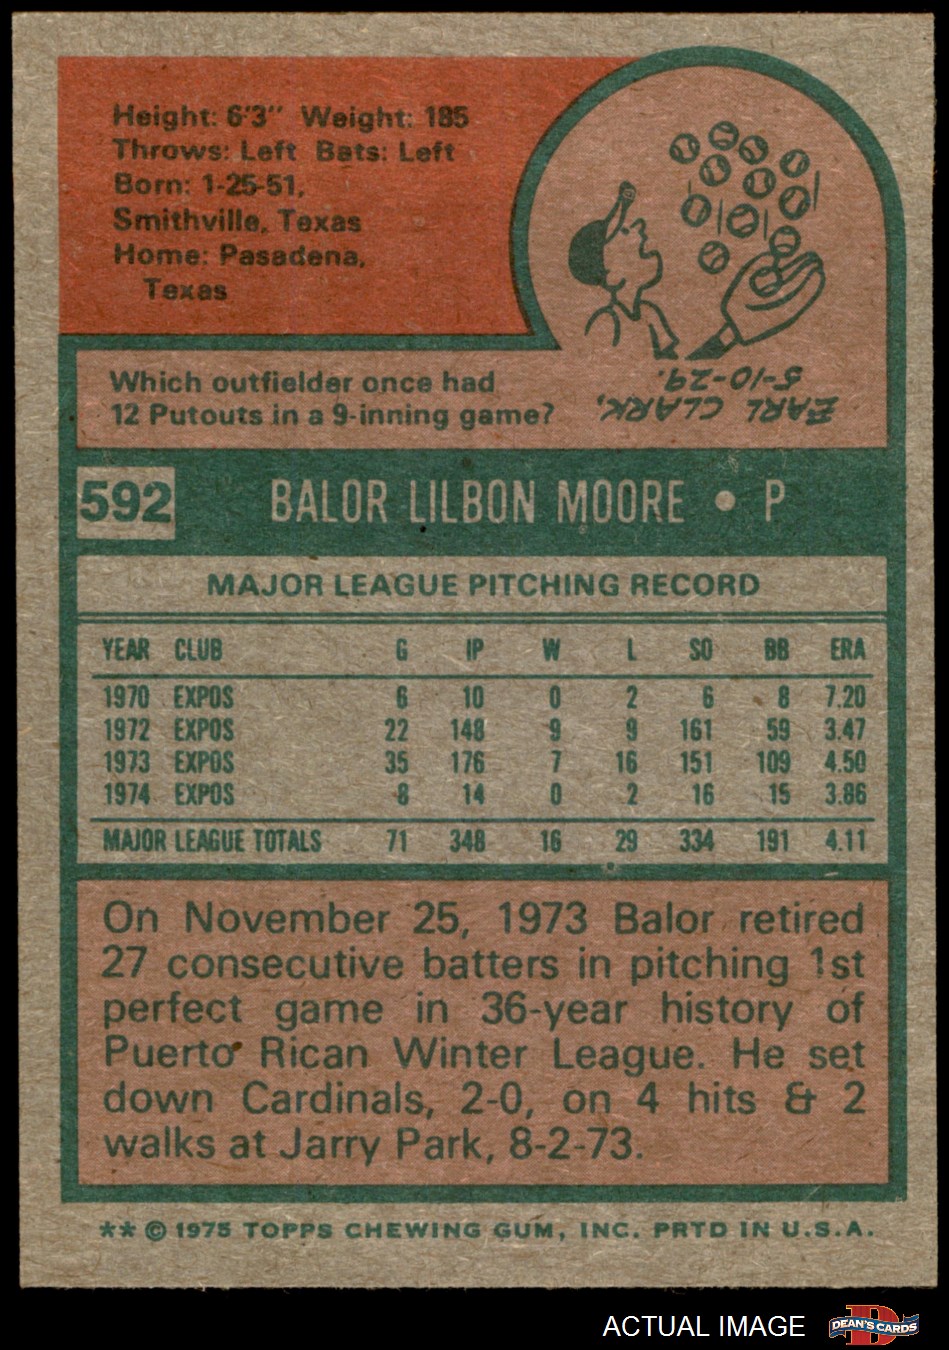 Height: 6'3" Weight: 185
Throws: Left Bats: Left
Born: 1-25-51,
Smithville, Texas
Home: Pasadena,
Texas
Which outfielder once had
12 Putouts in a 9-inning game?
EARL CLARK,
5-10-29.
592 BALOR LILBON MOORE • P
MAJOR LEAGUE PITCHING RECORD
YEAR CLUB G IP W L SO BB ERA
1970 EXPOS 6 10 0 2 6 8 7.20
1972 EXPOS 22 148 9 9 161 59 3.47
1973 EXPOS 35 176 7 16 151 109 4.50
1974 EXPOS 8 14 0 2 16 15 3.86
MAJOR LEAGUE TOTALS 71 348 16 29 334 191 4.11
On November 25, 1973 Balor retired
27 consecutive batters in pitching 1st
perfect game in 36-year history of
Puerto Rican Winter League. He set
down Cardinals, 2-0, on 4 hits & 2
walks at Jarry Park, 8-2-73.
** © 1975 TOPPS CHEWING GUM, INC. PRTD IN U.S.A.
ACTUAL IMAGE
D
DEAN'S CARDS